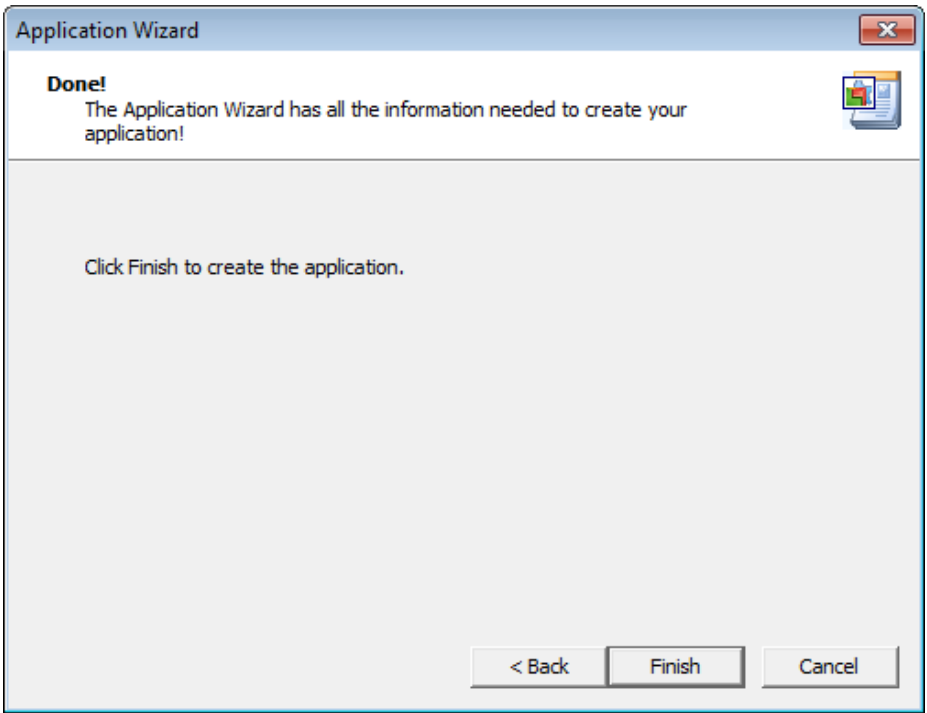 Application Wizard
Done!
The Application Wizard has all the information needed to create your
application!
Click Finish to create the application.
< Back
Finish
Cancel